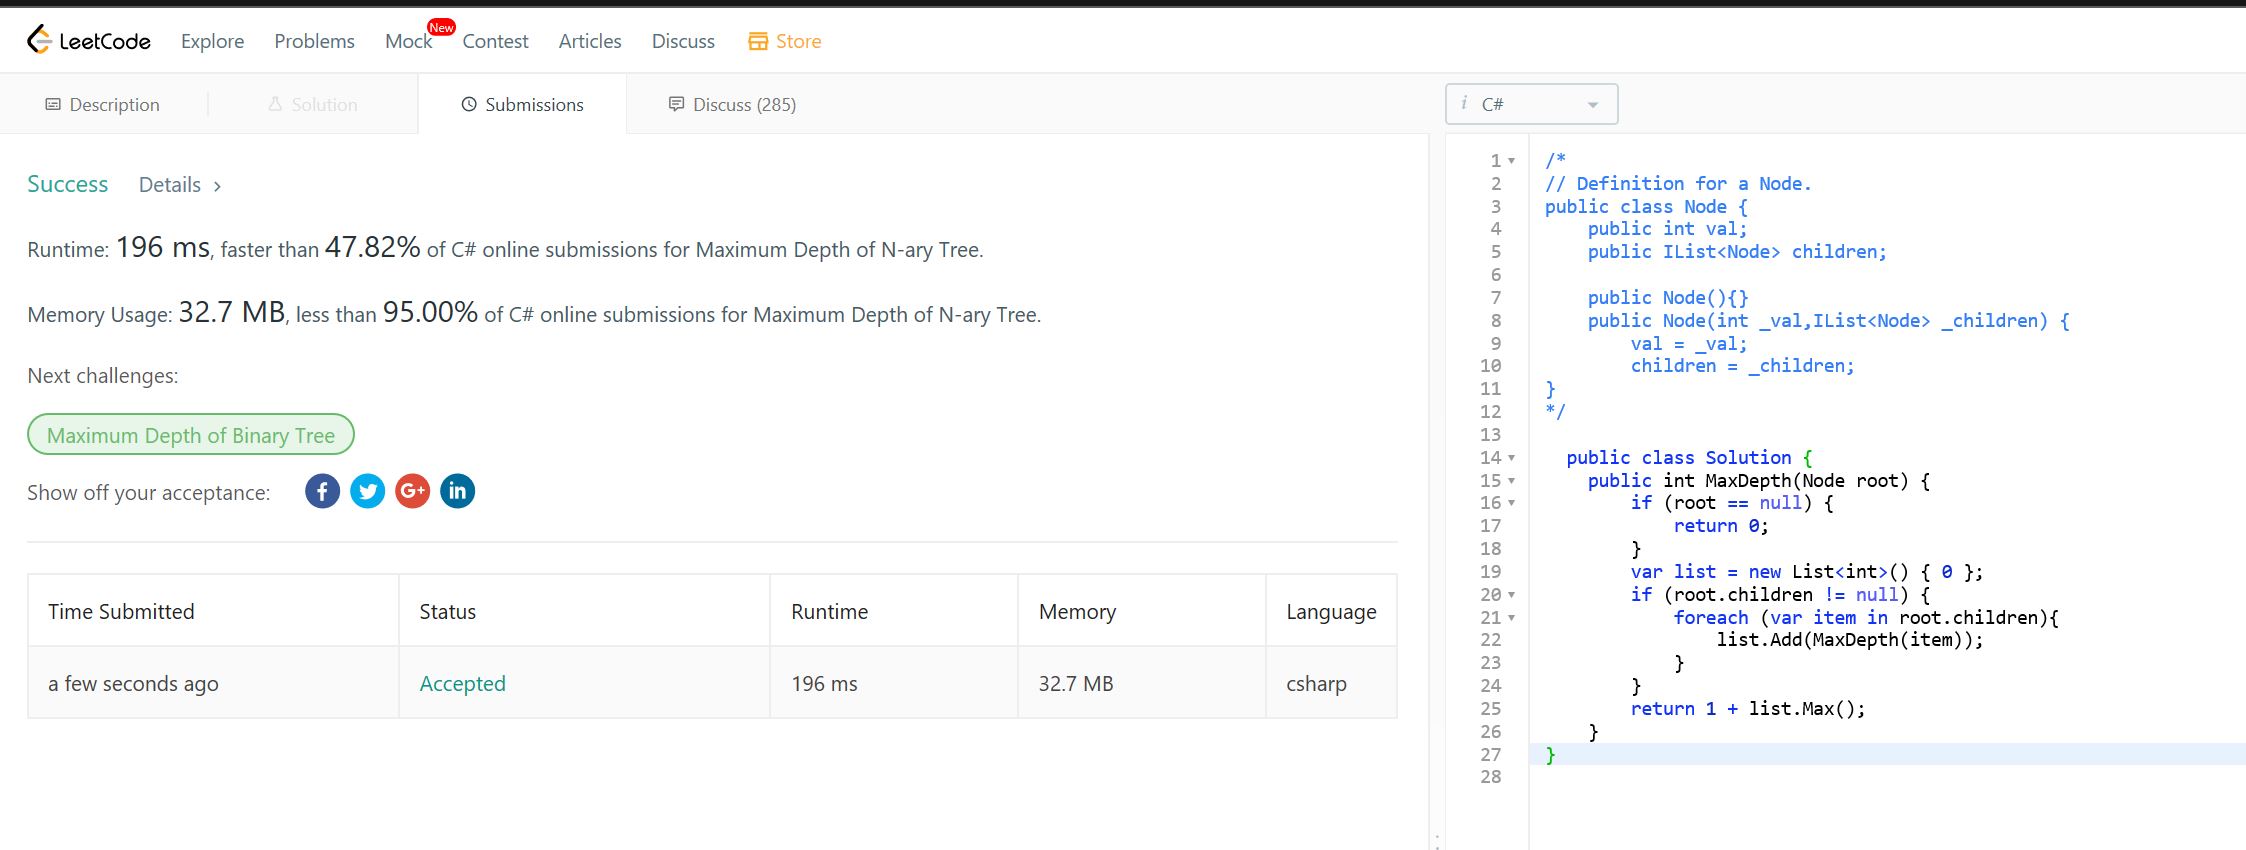 LeetCode Explore Problems Mock New Contest Articles Discuss Store
Description Solution Submissions Discuss (285)
Success Details >
Runtime: 196 ms, faster than 47.82% of C# online submissions for Maximum Depth of N-ary Tree.
Memory Usage: 32.7 MB, less than 95.00% of C# online submissions for Maximum Depth of N-ary Tree.
Next challenges:
Maximum Depth of Binary Tree
Show off your acceptance: f G+ in
Time Submitted Status Runtime Memory Language
a few seconds ago Accepted 196 ms 32.7 MB csharp
i C#
1 /*
2 // Definition for a Node.
3 public class Node {
4     public int val;
5     public IList<Node> children;
6
7     public Node(){}
8     public Node(int _val,IList<Node> _children) {
9         val = _val;
10         children = _children;
11 }
12 */
13
14   public class Solution {
15     public int MaxDepth(Node root) {
16         if (root == null) {
17             return 0;
18         }
19         var list = new List<int>() { 0 };
20         if (root.children != null) {
21             foreach (var item in root.children){
22                 list.Add(MaxDepth(item));
23             }
24         }
25         return 1 + list.Max();
26     }
27 }
28